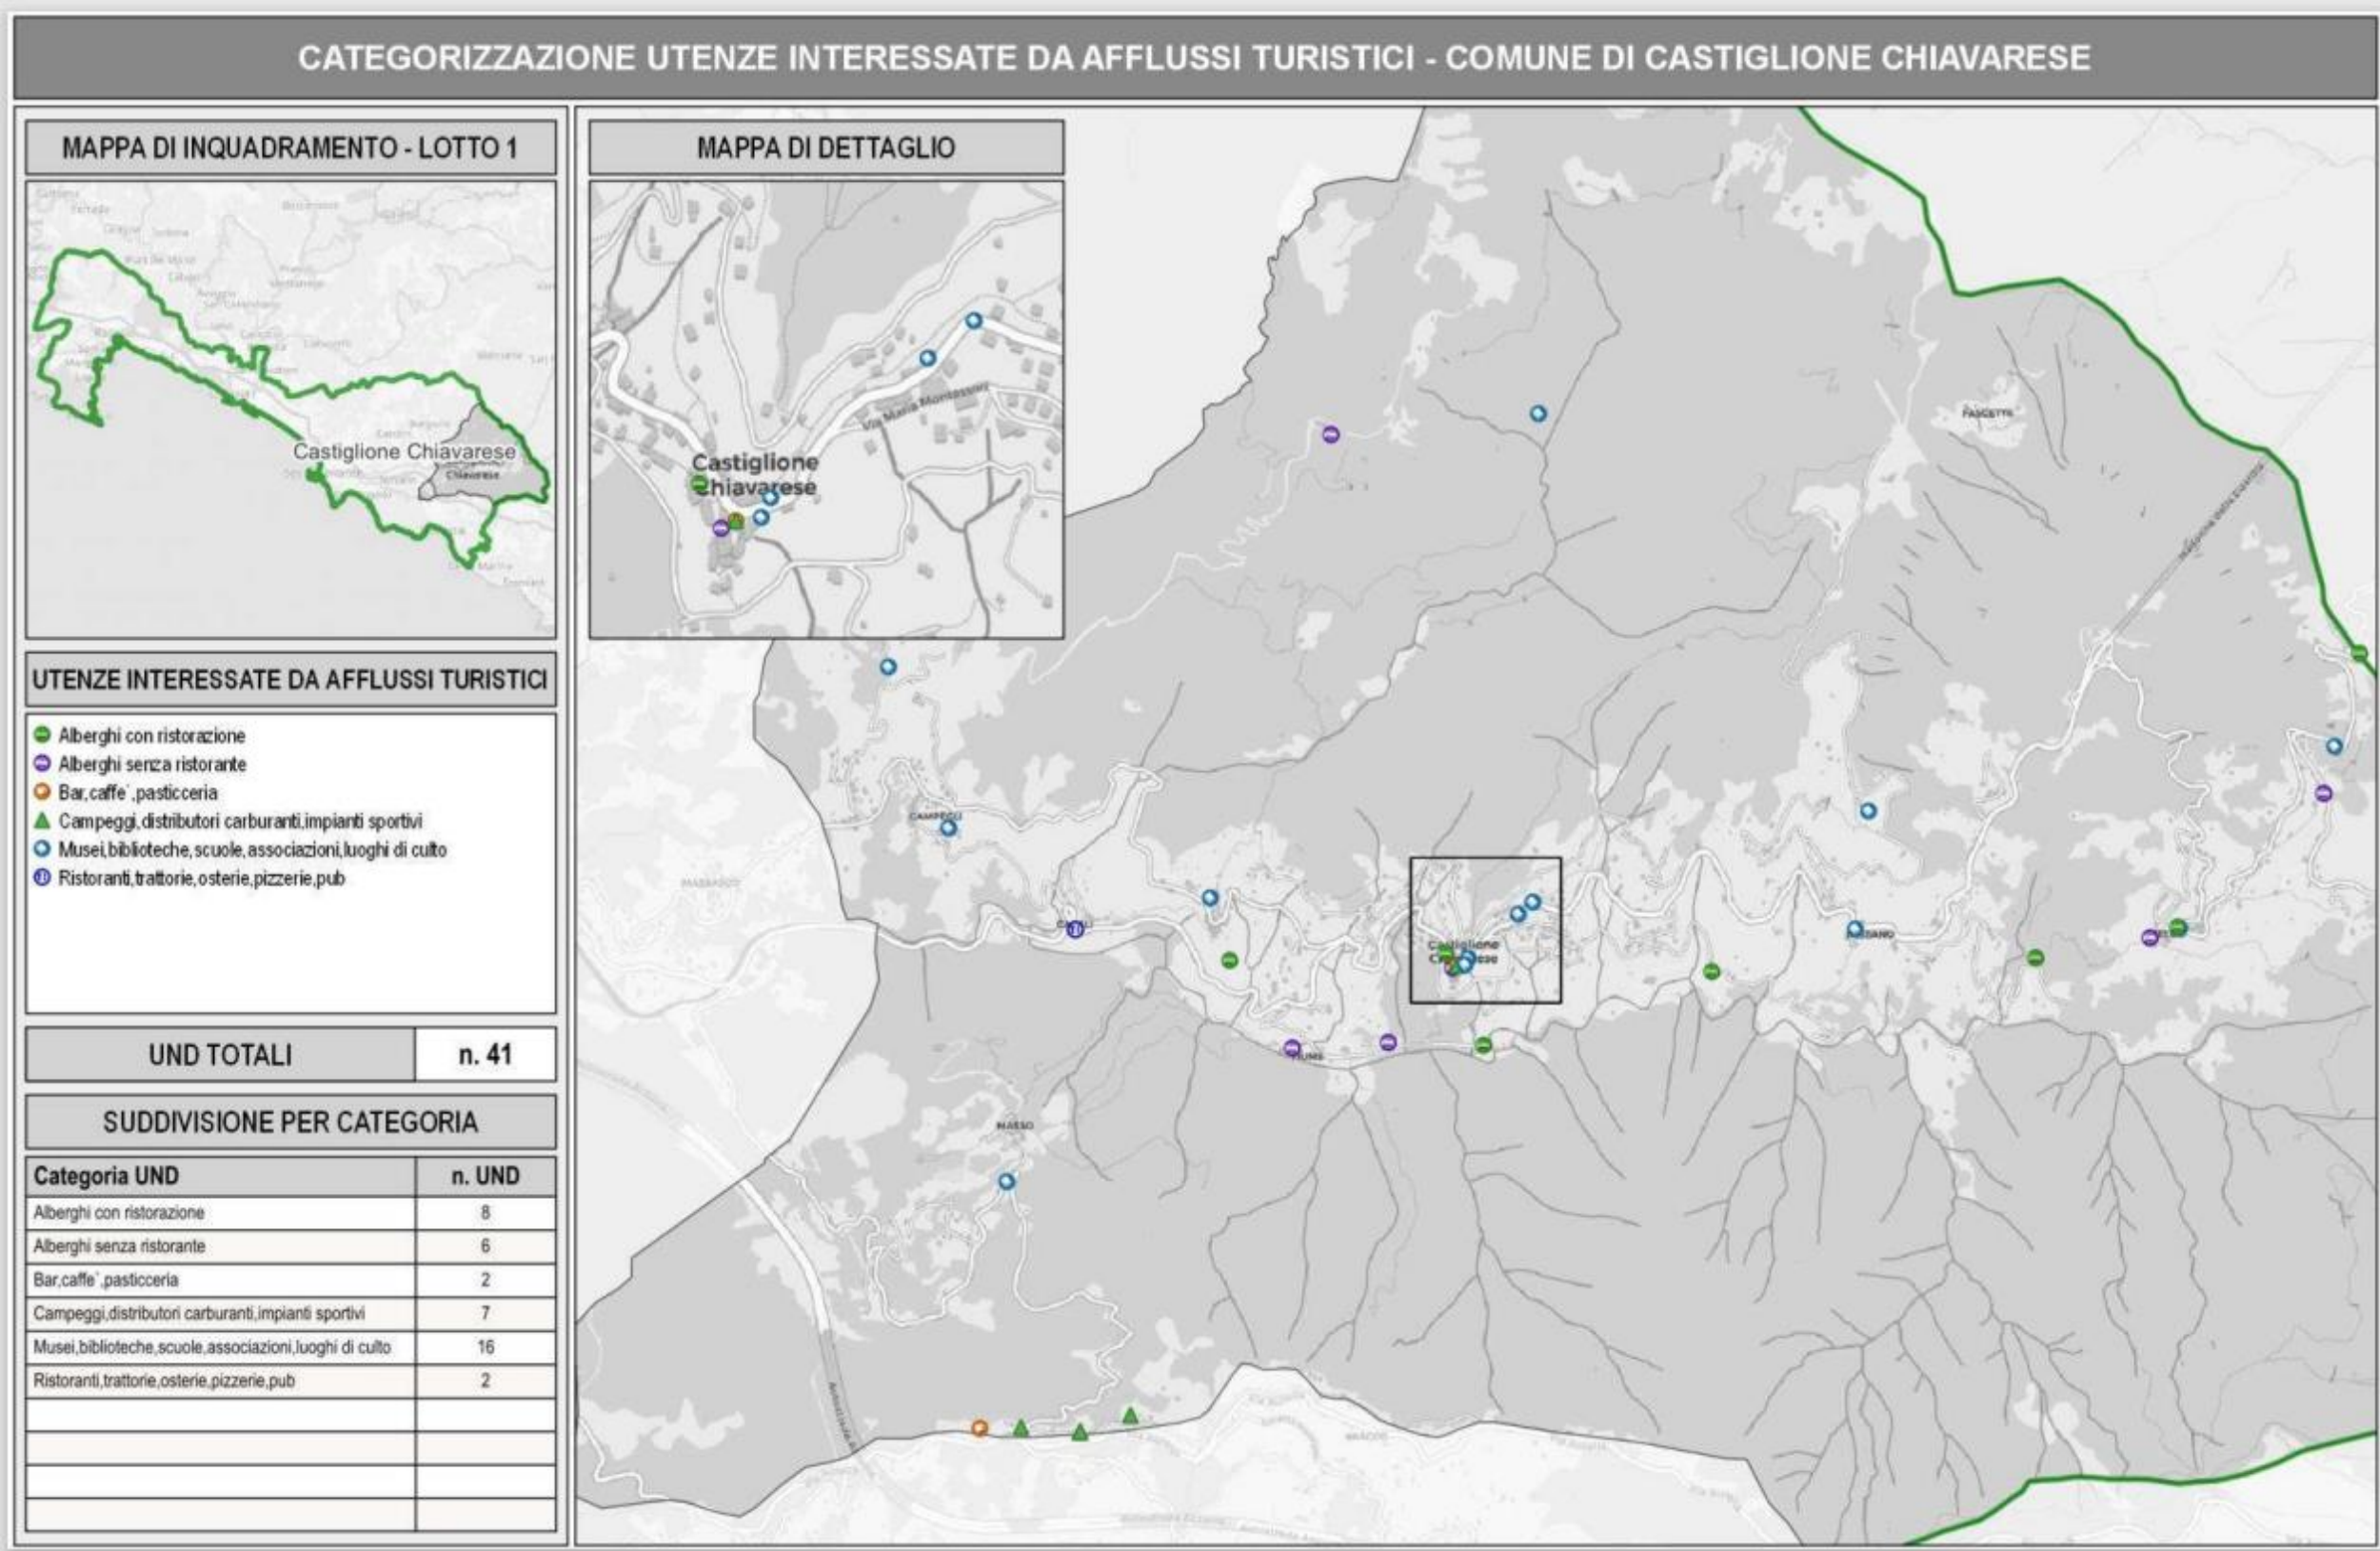 CATEGORIZZAZIONE UTENZE INTERESSATE DA AFFLUSSI TURISTICI - COMUNE DI CASTIGLIONE CHIAVARESE
MAPPA DI INQUADRAMENTO - LOTTO 1
Castiglione Chiavarese
Chiavarese
UTENZE INTERESSATE DA AFFLUSSI TURISTICI
Alberghi con ristorazione
Alberghi senza ristorante
Bar,caffe`,pasticceria
Campeggi,distributori carburanti,impianti sportivi
Musei,biblioteche,scuole,associazioni,luoghi di culto
Ristoranti,trattorie,osterie,pizzerie,pub
UND TOTALI n. 41
SUDDIVISIONE PER CATEGORIA
Categoria UND n. UND
Alberghi con ristorazione 8
Alberghi senza ristorante 6
Bar,caffe`,pasticceria 2
Campeggi,distributori carburanti,impianti sportivi 7
Musei,biblioteche,scuole,associazioni,luoghi di culto 16
Ristoranti,trattorie,osterie,pizzerie,pub 2
MAPPA DI DETTAGLIO
Via Maria Montessori
Castiglione
Chiavarese
CAMPEGLI
Castiglione
MASSO